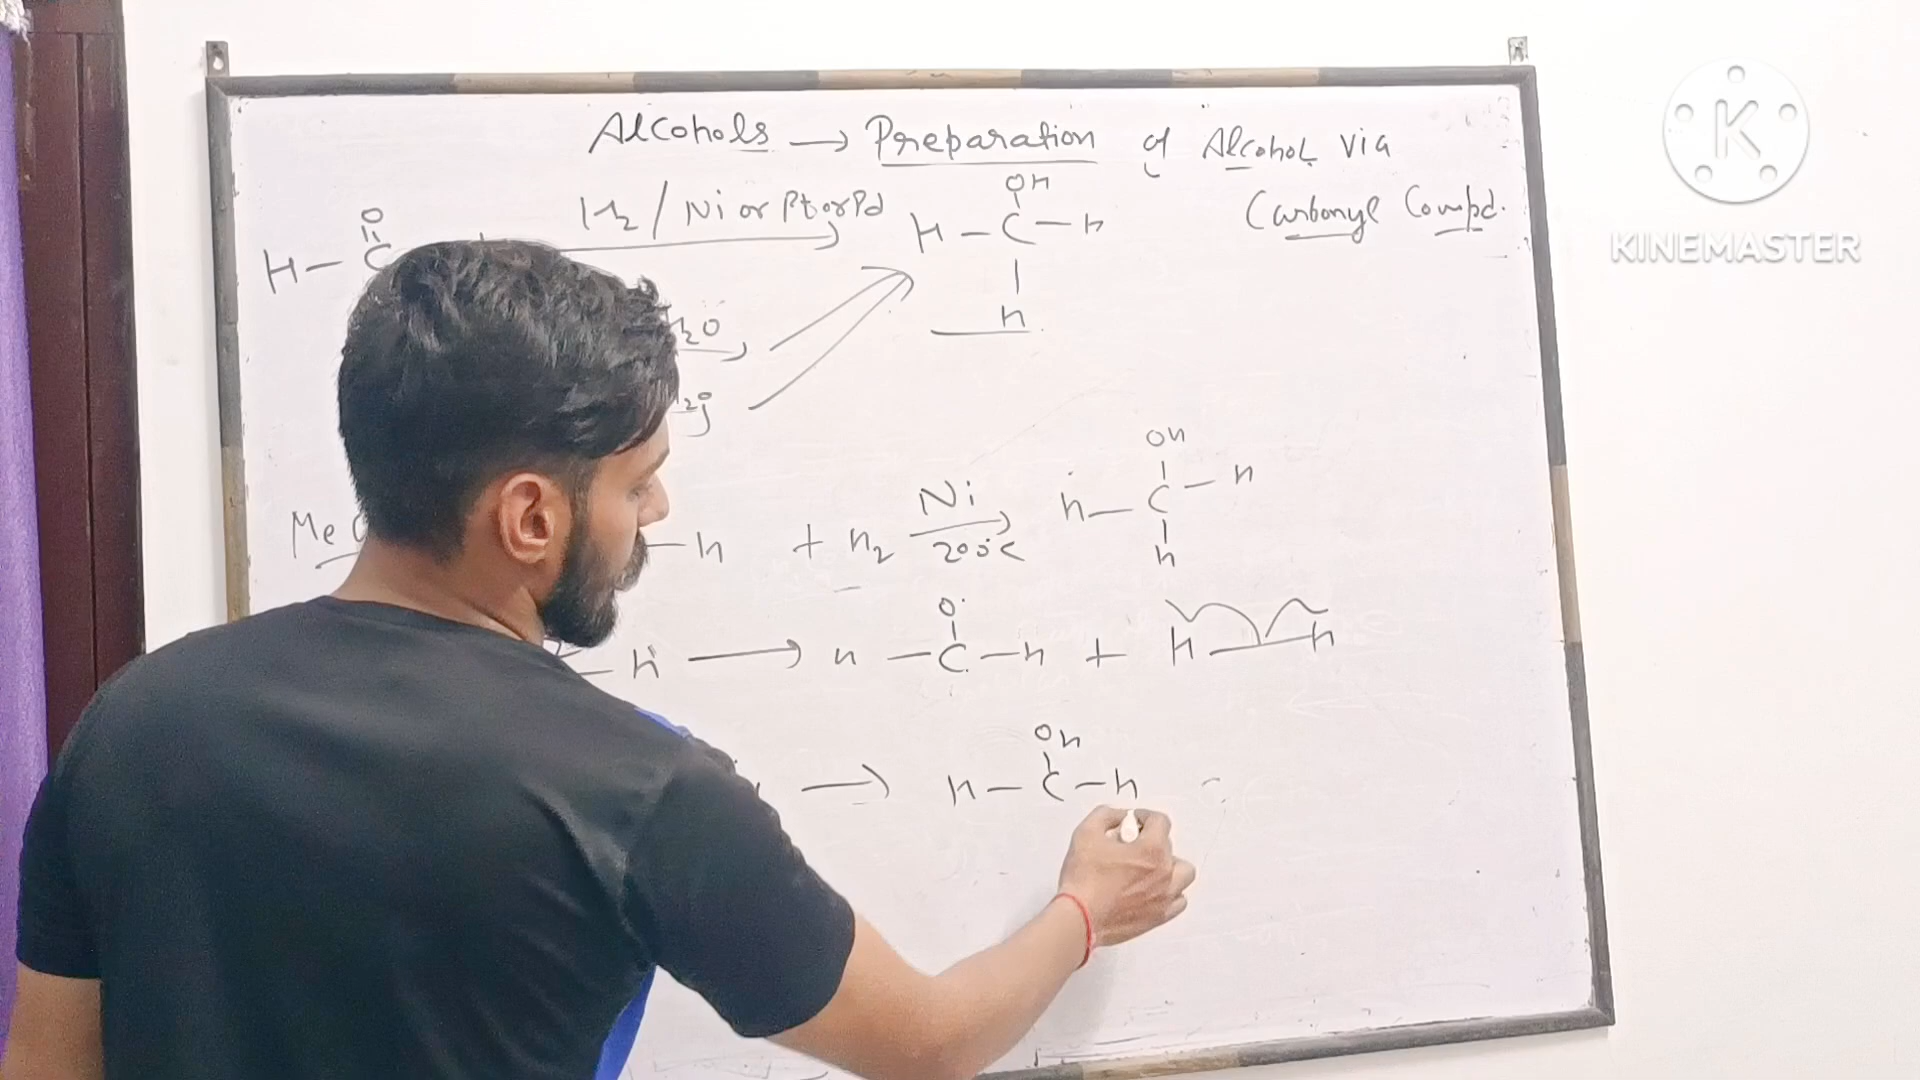 Alcohols → Preparation of Alcohol via
Carbonyl Compd.
H2 / Ni or Pt or Pd
O
H – C
OH
H – C – H
H
H2O
OH
Me
– H + H2 Ni 200°C H – C – H
H
O
– H → H – C – H + H – H
OH
→ H – C – H
K
KINEMASTER